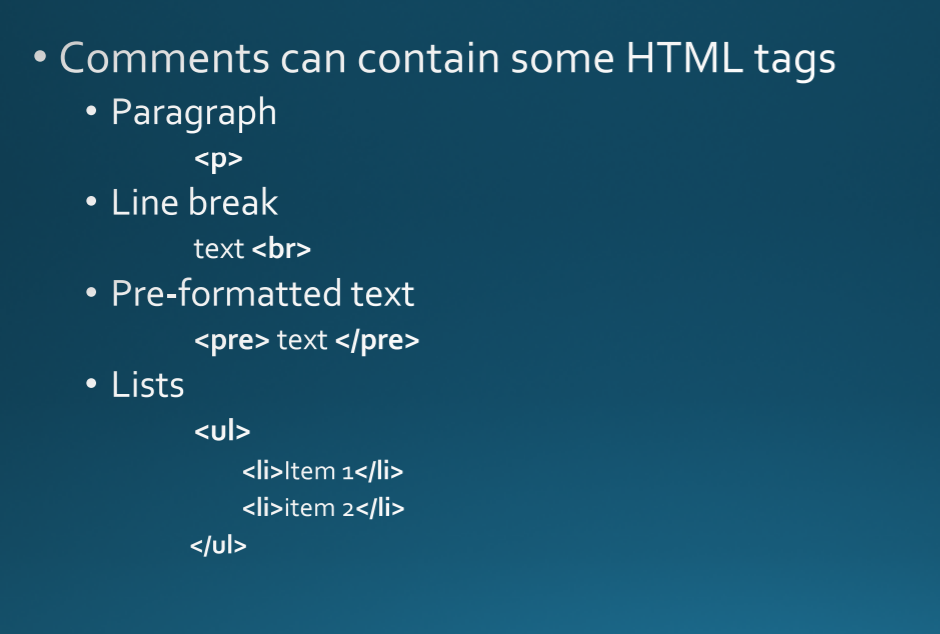 • Comments can contain some HTML tags
• Paragraph
<p>
• Line break
text <br>
• Pre-formatted text
<pre> text </pre>
• Lists
<ul>
<li>Item 1</li>
<li>item 2</li>
</ul>